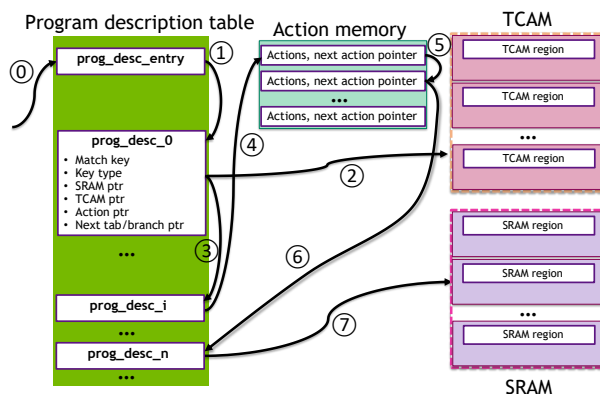 Program description table
Action memory
TCAM
⓪
prog_desc_entry
①
Actions, next action pointer
⑤
TCAM region
Actions, next action pointer
•••
Actions, next action pointer
TCAM region
•••
TCAM region
prog_desc_0
• Match key
• Key type
• SRAM ptr
• TCAM ptr
• Action ptr
• Next tab/branch ptr
•••
④
②
③
⑥
⑦
SRAM region
SRAM region
•••
SRAM region
prog_desc_i
•••
prog_desc_n
•••
SRAM